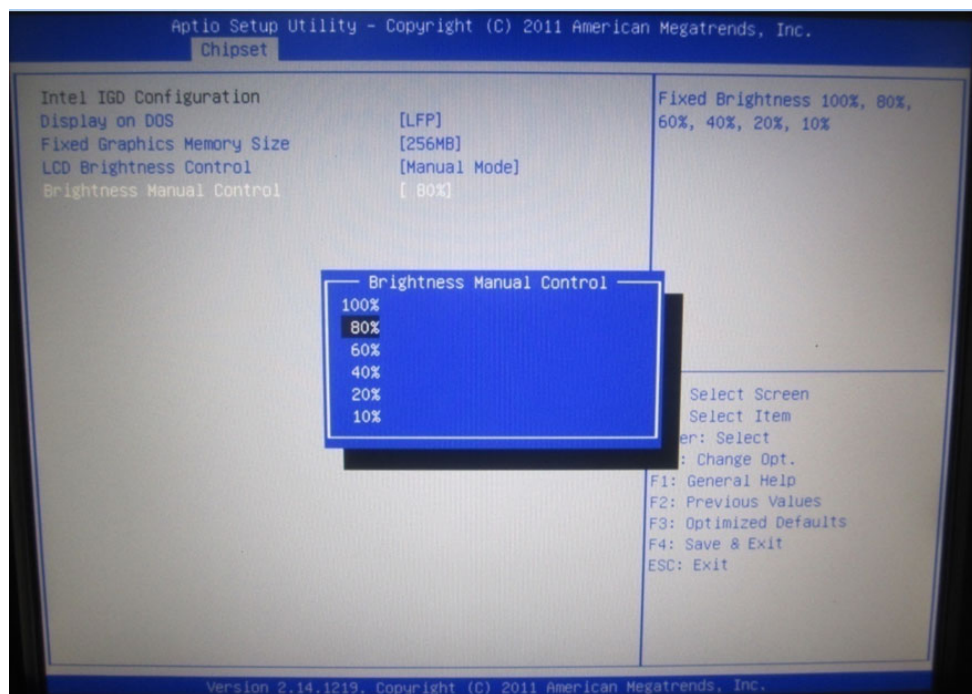 Aptio Setup Utility - Copyright (C) 2011 American Megatrends, Inc.
Chipset
Intel IGD Configuration
Display on DOS [LFP]
Fixed Graphics Memory Size [256MB]
LCD Brightness Control [Manual Mode]
Brightness Manual Control [ 80%]
Fixed Brightness 100%, 80%,
60%, 40%, 20%, 10%
Brightness Manual Control
100%
80%
60%
40%
20%
10%
Select Screen
Select Item
er: Select
: Change Opt.
F1: General Help
F2: Previous Values
F3: Optimized Defaults
F4: Save & Exit
ESC: Exit
Version 2.14.1219. Copyright (C) 2011 American Megatrends, Inc.